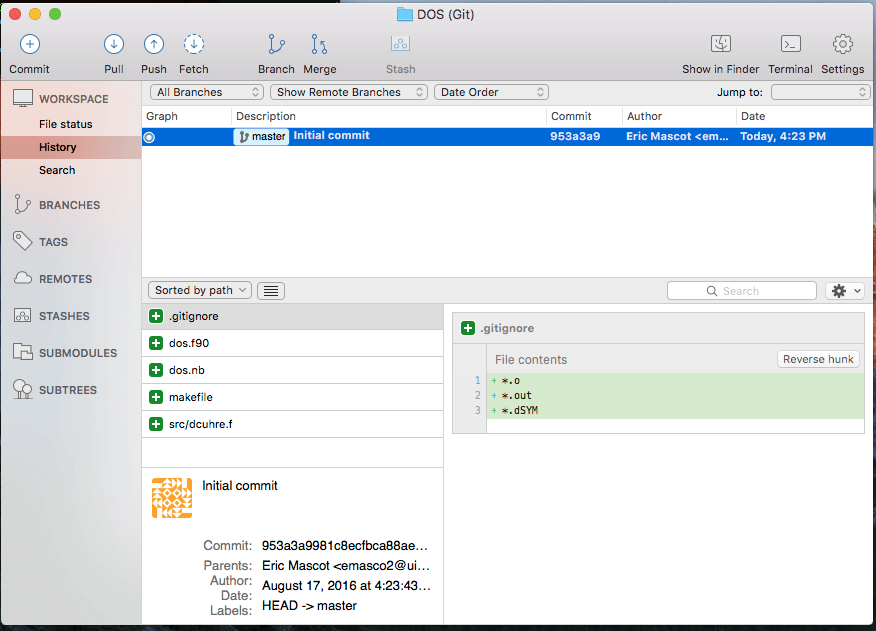 DOS (Git)
Commit Pull Push Fetch Branch Merge Stash Show in Finder Terminal Settings
WORKSPACE
File status
History
Search
BRANCHES
TAGS
REMOTES
STASHES
SUBMODULES
SUBTREES
All Branches Show Remote Branches Date Order Jump to:
Graph Description Commit Author Date
master Initial commit 953a3a9 Eric Mascot <em... Today, 4:23 PM
Sorted by path Search
.gitignore
dos.f90
dos.nb
makefile
src/dcuhre.f
Initial commit
Commit: 953a3a9981c8ecfbca88ae...
Parents: Eric Mascot <emasco2@ui...
Author: August 17, 2016 at 4:23:43...
Date:
Labels: HEAD -> master
.gitignore
File contents Reverse hunk
1 + *.o
2 + *.out
3 + *.dSYM